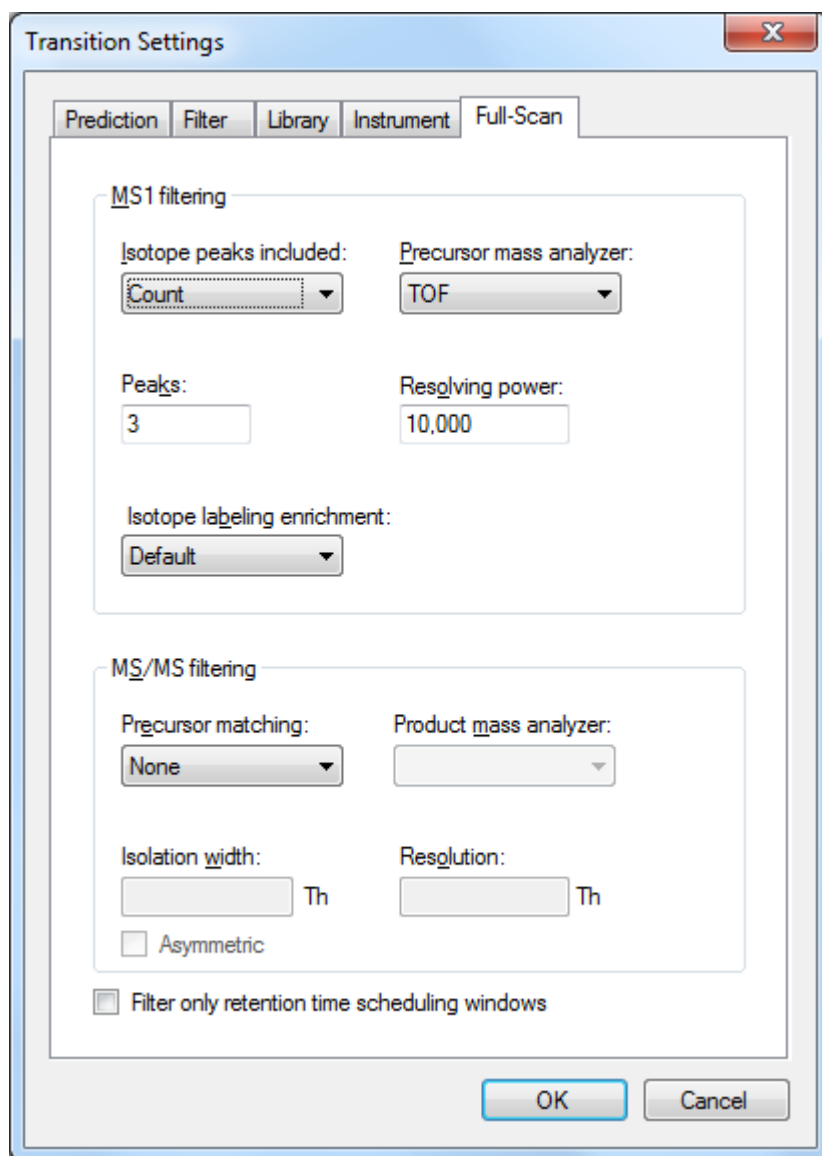 Transition Settings
Prediction Filter Library Instrument Full-Scan
MS1 filtering
Isotope peaks included: Precursor mass analyzer:
Count TOF
Peaks: Resolving power:
3 10,000
Isotope labeling enrichment:
Default
MS/MS filtering
Precursor matching: Product mass analyzer:
None
Isolation width: Resolution:
Th Th
Asymmetric
Filter only retention time scheduling windows
OK Cancel